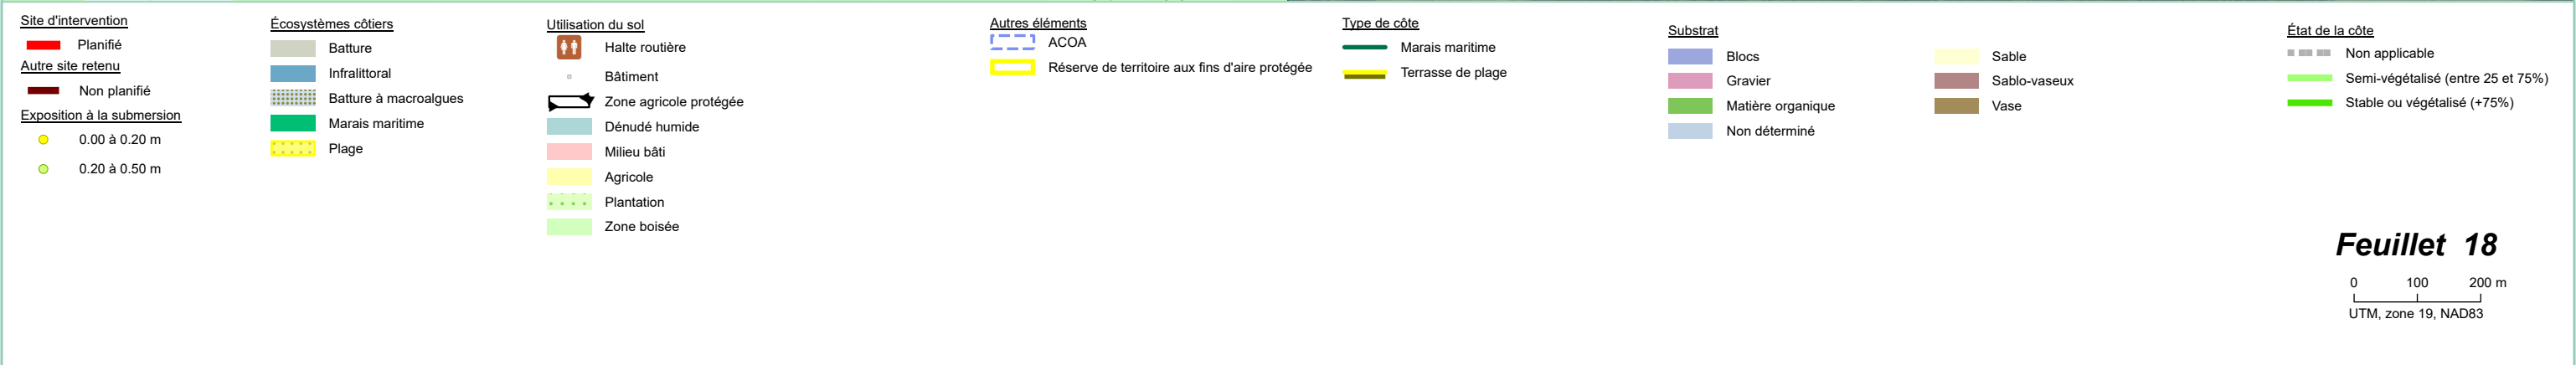 Site d'intervention
Planifié
Autre site retenu
Non planifié
Exposition à la submersion
0.00 à 0.20 m
0.20 à 0.50 m
Écosystèmes côtiers
Batture
Infralittoral
Batture à macroalgues
Marais maritime
Plage
Utilisation du sol
Halte routière
Bâtiment
Zone agricole protégée
Dénudé humide
Milieu bâti
Agricole
Plantation
Zone boisée
Autres éléments
ACOA
Réserve de territoire aux fins d'aire protégée
Type de côte
Marais maritime
Terrasse de plage
Substrat
Blocs
Gravier
Matière organique
Non déterminé
Sable
Sablo-vaseux
Vase
État de la côte
Non applicable
Semi-végétalisé (entre 25 et 75%)
Stable ou végétalisé (+75%)
Feuillet 18
0 100 200 m
UTM, zone 19, NAD83